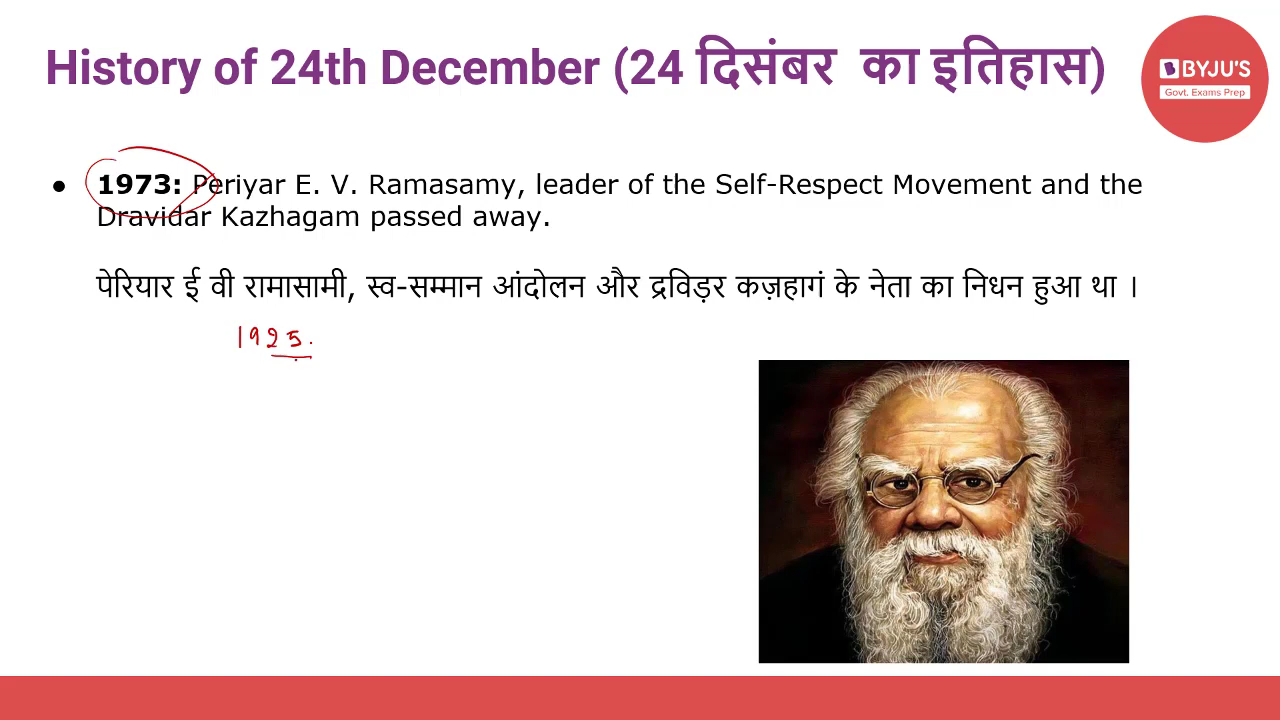 History of 24th December (24 दिसंबर का इतिहास)
BYJU'S
Govt. Exams Prep
● 1973: Periyar E. V. Ramasamy, leader of the Self-Respect Movement and the
Dravidar Kazhagam passed away.
पेरियार ई वी रामासामी, स्व-सम्मान आंदोलन और द्रविड़र कज़हागं के नेता का निधन हुआ था ।
1925.